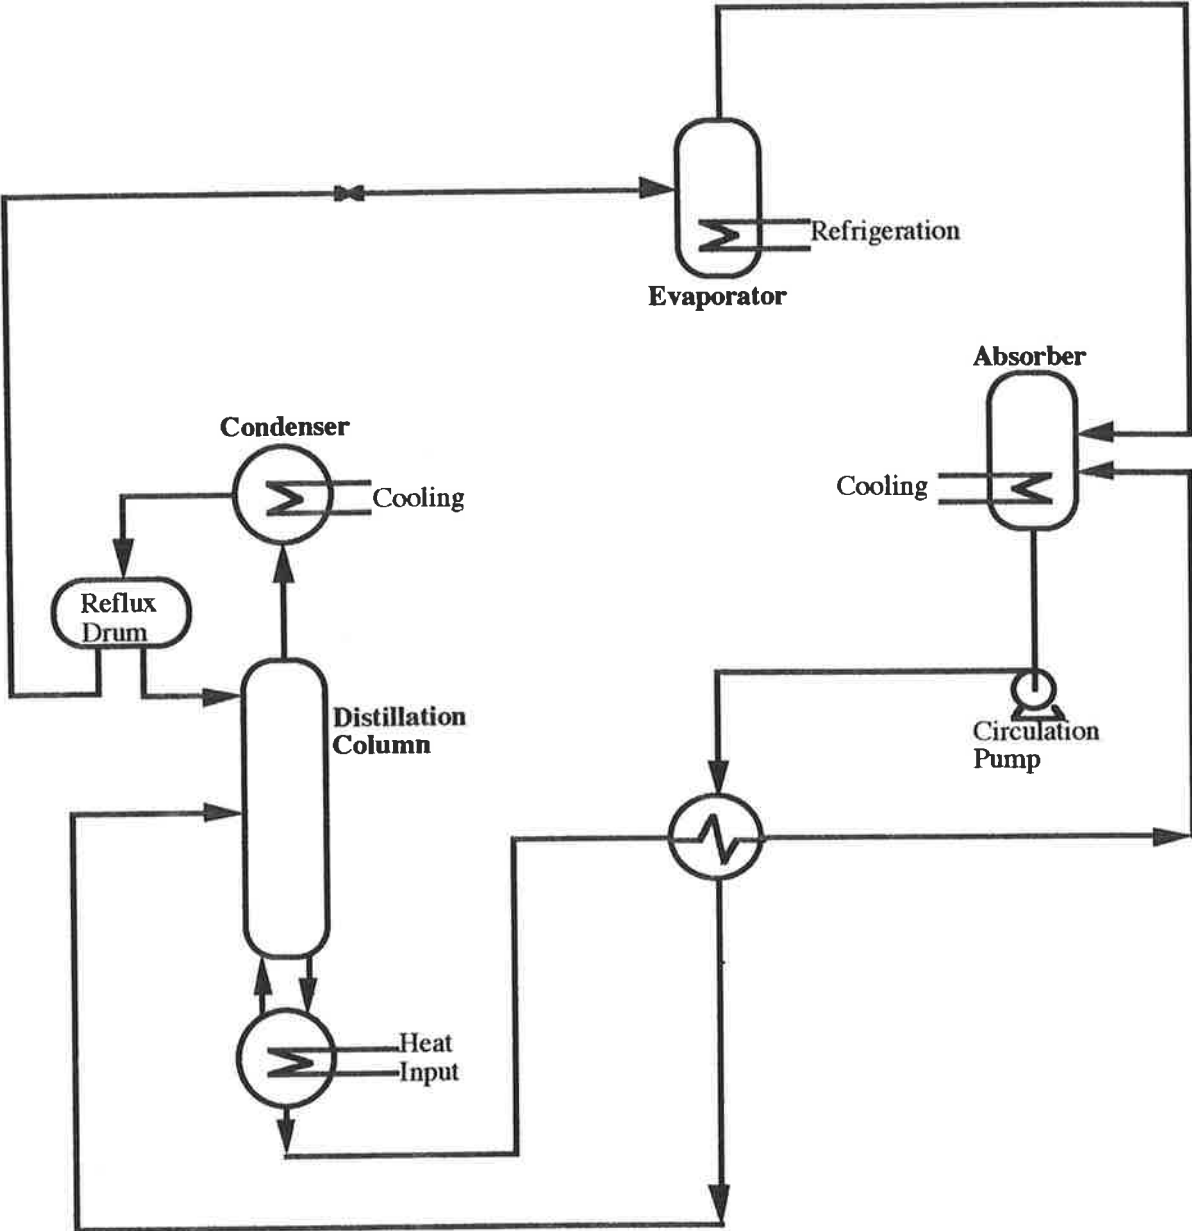 Refrigeration
Evaporator
Absorber
Cooling
Condenser
Cooling
Reflux
Drum
Distillation
Column
Circulation
Pump
Heat
Input